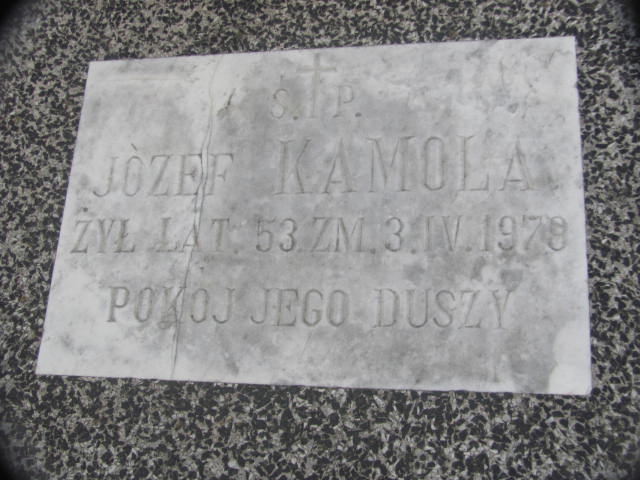 Ś. P.
JÒZEF KAMOLA
ŻYŁ LAT. 53. ZM. 3. IV. 1978
POKOJ JEGO DUSZY